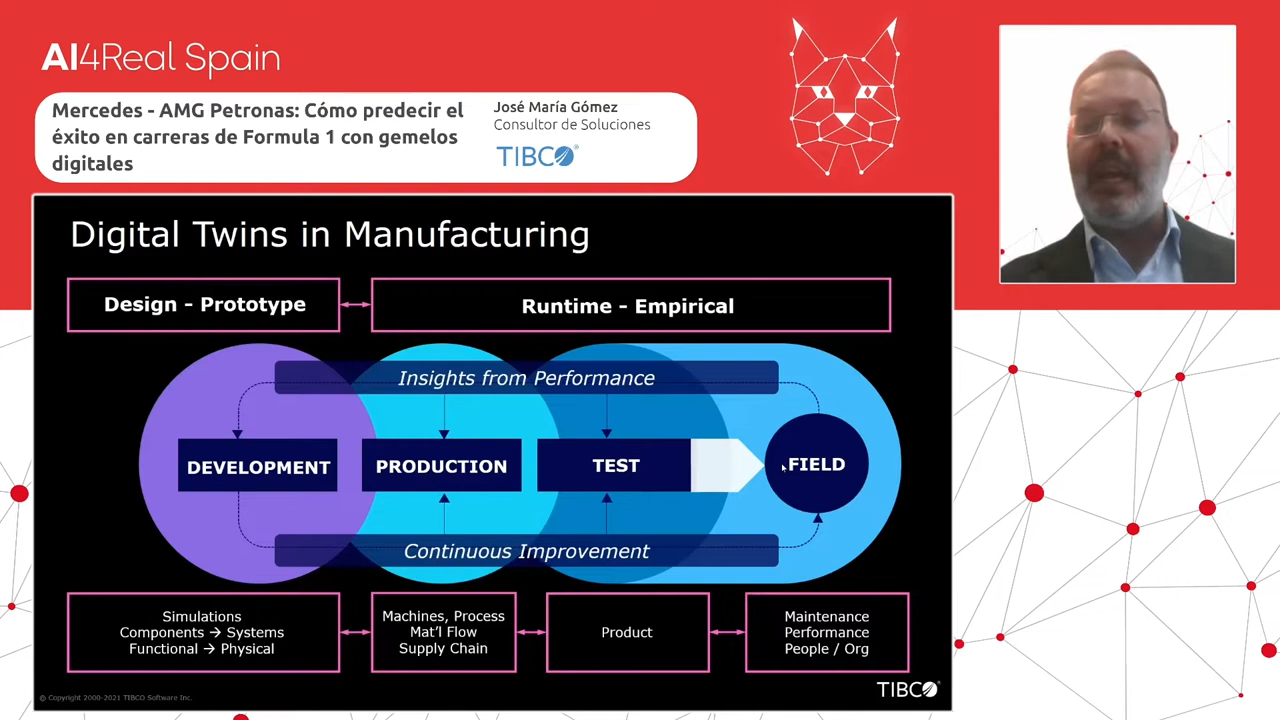 AI4Real Spain
Mercedes - AMG Petronas: Cómo predecir el
éxito en carreras de Formula 1 con gemelos
digitales
José María Gómez
Consultor de Soluciones
TIBCO®
Digital Twins in Manufacturing
Design - Prototype
Runtime - Empirical
Insights from Performance
DEVELOPMENT
PRODUCTION
TEST
FIELD
Continuous Improvement
Simulations
Components → Systems
Functional → Physical
Machines, Process
Mat'l Flow
Supply Chain
Product
Maintenance
Performance
People / Org
© Copyright 2000-2021 TIBCO Software Inc.
TIBCO®